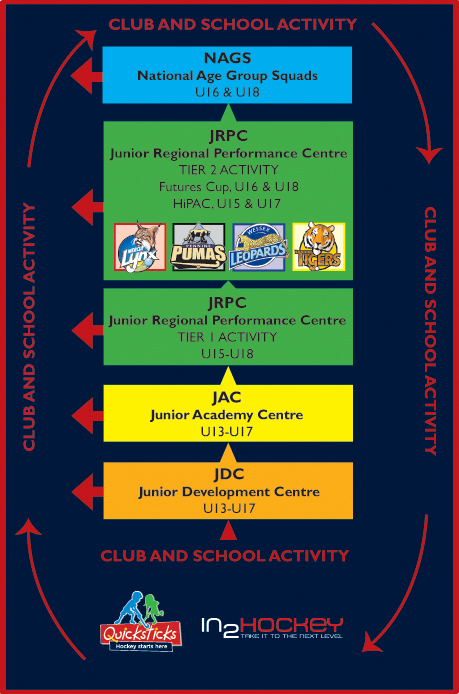 CLUB AND SCHOOL ACTIVITY
NAGS
National Age Group Squads
U16 & U18
JRPC
Junior Regional Performance Centre
TIER 2 ACTIVITY
Futures Cup, U16 & U18
HiPAC, U15 & U17
Lynx
PENNINE
PUMAS
WESSEX
LEOPARDS
TIGERS
JRPC
Junior Regional Performance Centre
TIER 1 ACTIVITY
U15-U18
JAC
Junior Academy Centre
U13-U17
JDC
Junior Development Centre
U13-U17
CLUB AND SCHOOL ACTIVITY
CLUB AND SCHOOL ACTIVITY
CLUB AND SCHOOL ACTIVITY
Quicksticks
Hockey starts here
IN2HOCKEY
TAKE IT TO THE NEXT LEVEL